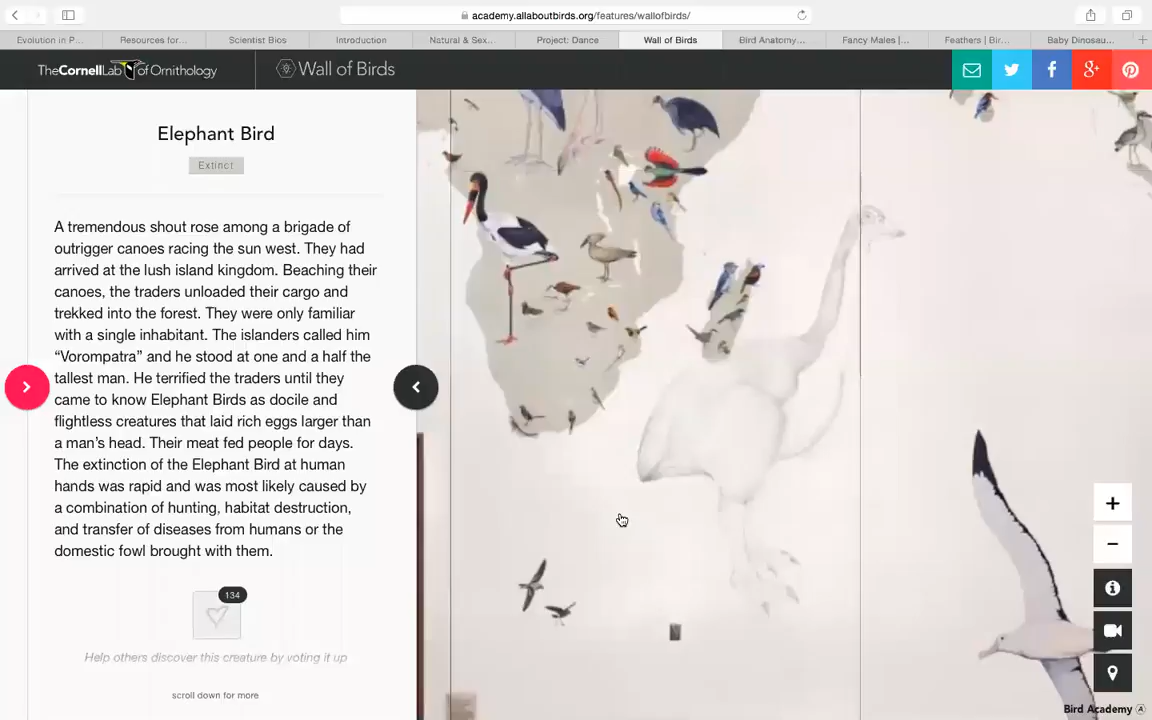 academy.allaboutbirds.org/features/wallofbirds/
Evolution in P...
Resources for...
Scientist Bios
Introduction
Natural & Sex...
Project: Dance
Wall of Birds
Bird Anatomy...
Fancy Males |...
Feathers | Bir...
Baby Dinosau...
TheCornellLab of Ornithology
Wall of Birds
Elephant Bird
Extinct
A tremendous shout rose among a brigade of
outrigger canoes racing the sun west. They had
arrived at the lush island kingdom. Beaching their
canoes, the traders unloaded their cargo and
trekked into the forest. They were only familiar
with a single inhabitant. The islanders called him
“Vorompatra” and he stood at one and a half the
tallest man. He terrified the traders until they
came to know Elephant Birds as docile and
flightless creatures that laid rich eggs larger than
a man’s head. Their meat fed people for days.
The extinction of the Elephant Bird at human
hands was rapid and was most likely caused by
a combination of hunting, habitat destruction,
and transfer of diseases from humans or the
domestic fowl brought with them.
134
Help others discover this creature by voting it up
scroll down for more
Bird Academy